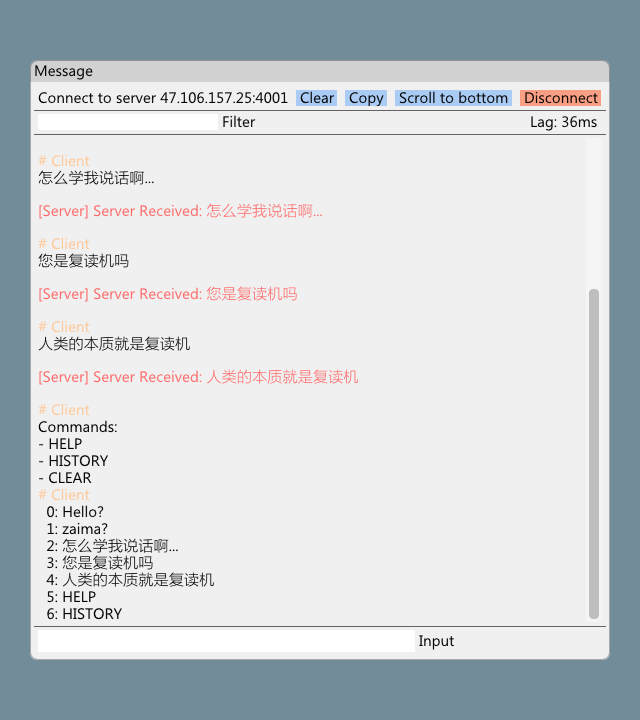 Message
Connect to server 47.106.157.25:4001 Clear Copy Scroll to bottom Disconnect
Filter Lag: 36ms
# Client
怎么学我说话啊...
[Server] Server Received: 怎么学我说话啊...
# Client
您是复读机吗
[Server] Server Received: 您是复读机吗
# Client
人类的本质就是复读机
[Server] Server Received: 人类的本质就是复读机
# Client
Commands:
- HELP
- HISTORY
- CLEAR
# Client
0: Hello?
1: zaima?
2: 怎么学我说话啊...
3: 您是复读机吗
4: 人类的本质就是复读机
5: HELP
6: HISTORY
Input